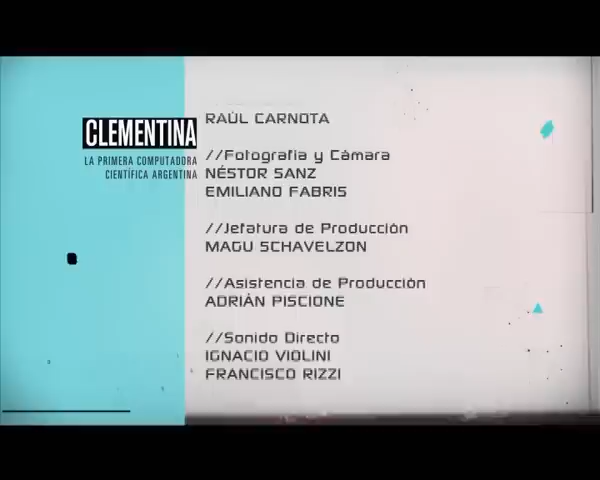 CLEMENTINA
LA PRIMERA COMPUTADORA
CIENTÍFICA ARGENTINA
RAÚL CARNOTA
//Fotografía y Cámara
NÉSTOR SANZ
EMILIANO FABRIS
//Jefatura de Producción
MAGU SCHAVELZON
//Asistencia de Producción
ADRIÁN PISCIONE
//Sonido Directo
IGNACIO VIOLINI
FRANCISCO RIZZI